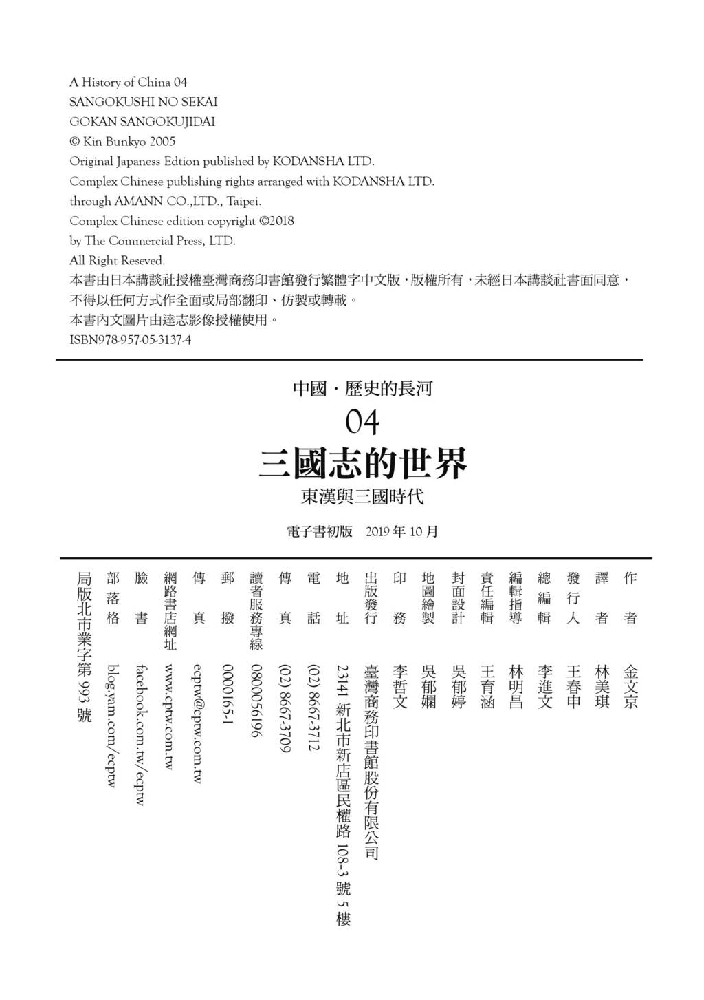 A History of China 04
SANGOKUSHI NO SEKAI
GOKAN SANGOKUJIDAI
© Kin Bunkyo 2005
Original Japaness Edtion published by KODANSHA LTD.
Complex Chinese publishing rights arranged with KODANSHA LTD.
through AMANN CO.,LTD., Taipei.
Complex Chinese edition copyright ©2018
by The Commercial Press, LTD.
All Right Reseved.
本書由日本講談社授權臺灣商務印書館發行繁體字中文版，版權所有，未經日本講談社書面同意，
不得以任何方式作全面或局部翻印、仿製或轉載。
本書內文圖片由達志影像授權使用。
ISBN978-957-05-3137-4
中國・歷史的長河
04
三國志的世界
東漢與三國時代
電子書初版　2019 年 10 月
作者　金文京
譯者　林美琪
發行人　王春申
總編輯　李進文
編輯指導　林明昌
責任編輯　王育涵
封面設計　吳郁婷
地圖繪製　吳郁嫻
印務　李哲文
出版發行　臺灣商務印書館股份有限公司
地址　23141 新北市新店區民權路 108-3 號 5 樓
電話　(02) 8667-3712
傳真　(02) 8667-3709
讀者服務專線　0800056196
郵撥　0000165-1
傳真　ecptw@cptw.com.tw
網路書店網址　www.cptw.com.tw
臉書　facebook.com.tw/ecptw
部落格　blog.yam.com/ecptw
局版北市業字第 993 號